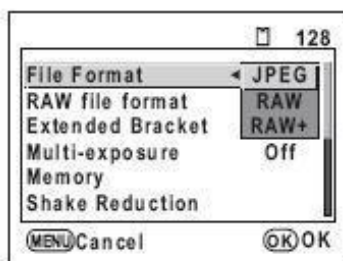 128
File Format JPEG
RAW file format RAW
Extended Bracket RAW+
Multi-exposure Off
Memory
Shake Reduction
MENU Cancel OK OK